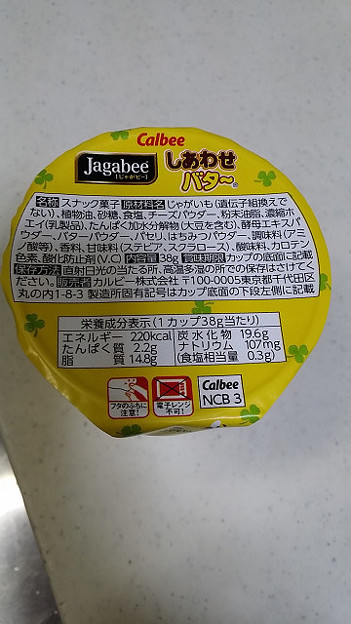 Calbee
Jagabee
じゃがビー
しあわせ
バタ〜®
名称 スナック菓子 原材料名 じゃがいも(遺伝子組換えで
ない)、植物油、砂糖、食塩、チーズパウダー、粉末油脂、濃縮ホ
エイ(乳製品)、たんぱく加水分解物(大豆を含む)、酵母エキスパ
ウダー、バターパウダー、パセリ、はちみつパウダー、調味料(アミ
ノ酸等)、香料、甘味料(ステビア、スクラロース)、酸味料、カロテン
色素、酸化防止剤(V.C) 内容量 38g 賞味期限 カップの底面に記載
保存方法 直射日光の当たる所、高温多湿の所での保存はさけてく
ださい。 販売者 カルビー株式会社 〒100-0005東京都千代田区
丸の内1-8-3 製造所固有記号はカップ底面の下段左側に記載
栄養成分表示(1カップ38g当たり)
エネルギー 220kcal 炭水化物 19.6g
たんぱく質 2.2g ナトリウム 107mg
脂質 14.8g (食塩相当量 0.3g)
フタのふちに
注意!
電子レンジ
不可!
Calbee
NCB 3